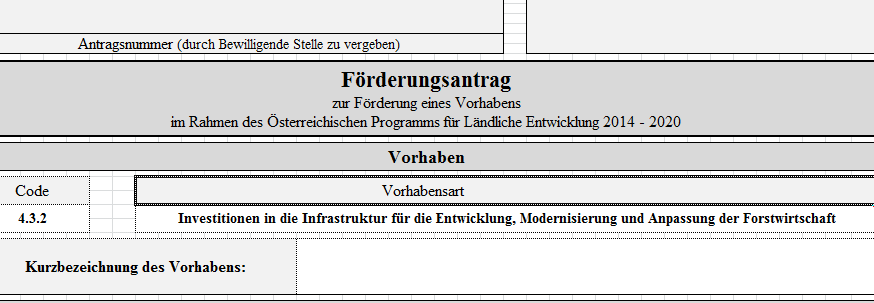 Antragsnummer (durch Bewilligende Stelle zu vergeben)
Förderungsantrag
zur Förderung eines Vorhabens
im Rahmen des Österreichischen Programms für Ländliche Entwicklung 2014 - 2020
Vorhaben
Code Vorhabensart
4.3.2 Investitionen in die Infrastruktur für die Entwicklung, Modernisierung und Anpassung der Forstwirtschaft
Kurzbezeichnung des Vorhabens: